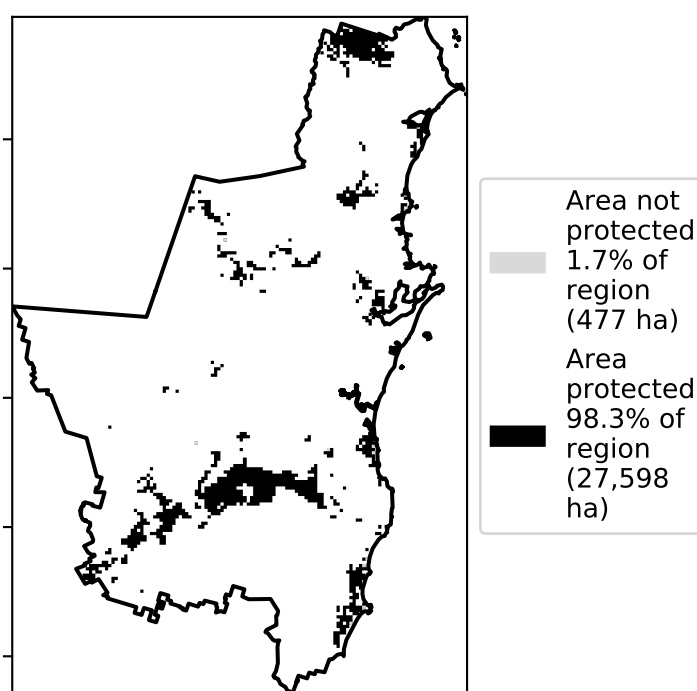 Area not
protected
1.7% of
region
(477 ha)
Area
protected
98.3% of
region
(27,598
ha)